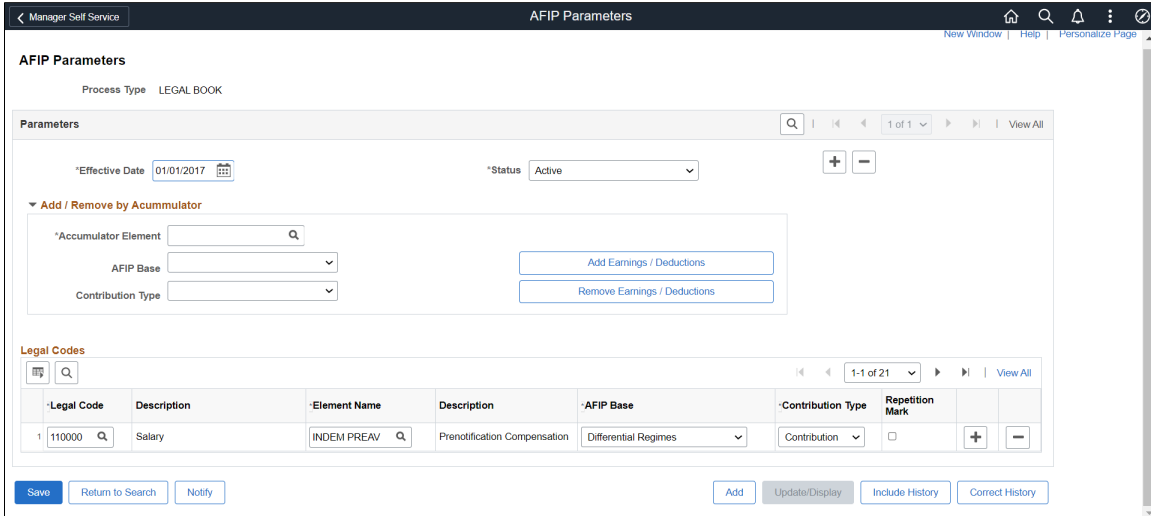 Manager Self Service
AFIP Parameters
New Window | Help | Personalize Page
AFIP Parameters
Process Type LEGAL BOOK
Parameters
1 of 1
View All
*Effective Date 01/01/2017
*Status Active
Add / Remove by Acummulator
*Accumulator Element
AFIP Base
Add Earnings / Deductions
Contribution Type
Remove Earnings / Deductions
Legal Codes
1-1 of 21
View All
*Legal Code Description *Element Name Description *AFIP Base *Contribution Type Repetition Mark
1 110000 Salary INDEM PREAV Prenotification Compensation Differential Regimes Contribution
Save Return to Search Notify Add Update/Display Include History Correct History